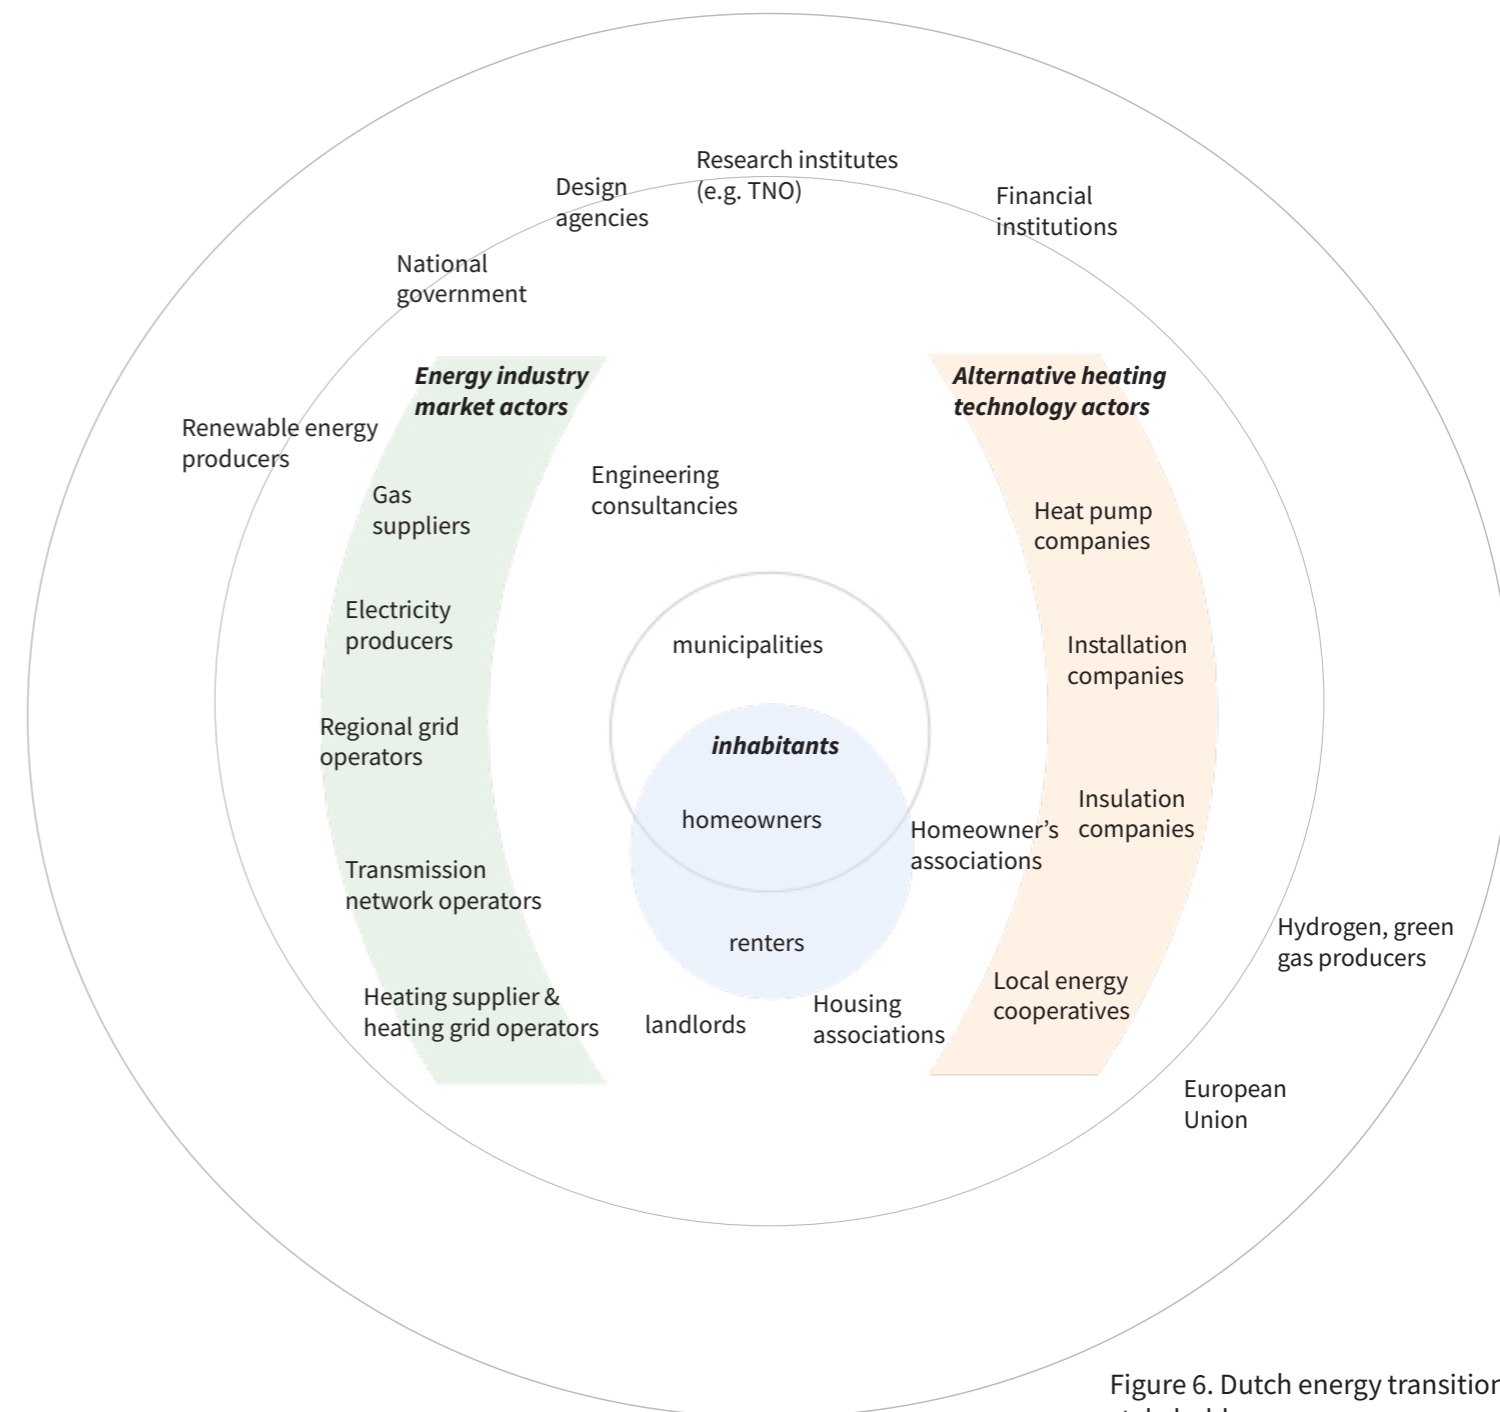 Research institutes
(e.g. TNO)
Design
agencies
Financial
institutions
National
government
Energy industry
market actors
Alternative heating
technology actors
Renewable energy
producers
Gas
suppliers
Engineering
consultancies
Heat pump
companies
Electricity
producers
municipalities
Installation
companies
Regional grid
operators
inhabitants
homeowners
Homeowner’s
associations
Insulation
companies
Transmission
network operators
renters
Hydrogen, green
gas producers
Heating supplier &
heating grid operators
landlords
Housing
associations
Local energy
cooperatives
European
Union
Figure 6. Dutch energy transition